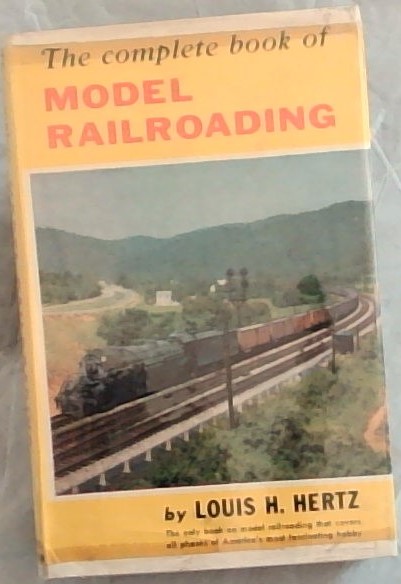 The complete book of
MODEL
RAILROADING
by LOUIS H. HERTZ
The only book on model railroading that covers
all phases of America's most fascinating hobby